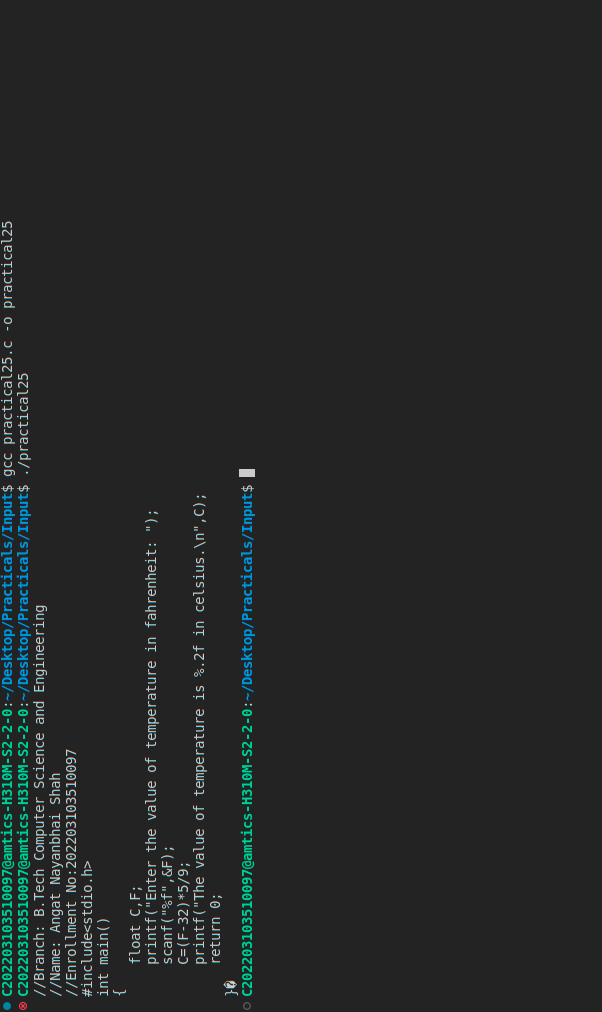 C202203103510097@amtics-H310M-S2-2-0:~/Desktop/Practicals/Input$ gcc practical25.c -o practical25
C202203103510097@amtics-H310M-S2-2-0:~/Desktop/Practicals/Input$ ./practical25
//Branch: B.Tech Computer Science and Engineering
//Name: Angat Nayanbhai Shah
//Enrollment No:202203103510097
#include<stdio.h>
int main()
{
    float C,F;
    printf("Enter the value of temperature in fahrenheit: ");
    scanf("%f",&F);
    C=(F-32)*5/9;
    printf("The value of temperature is %.2f in celsius.\n",C);
    return 0;
}�
C202203103510097@amtics-H310M-S2-2-0:~/Desktop/Practicals/Input$